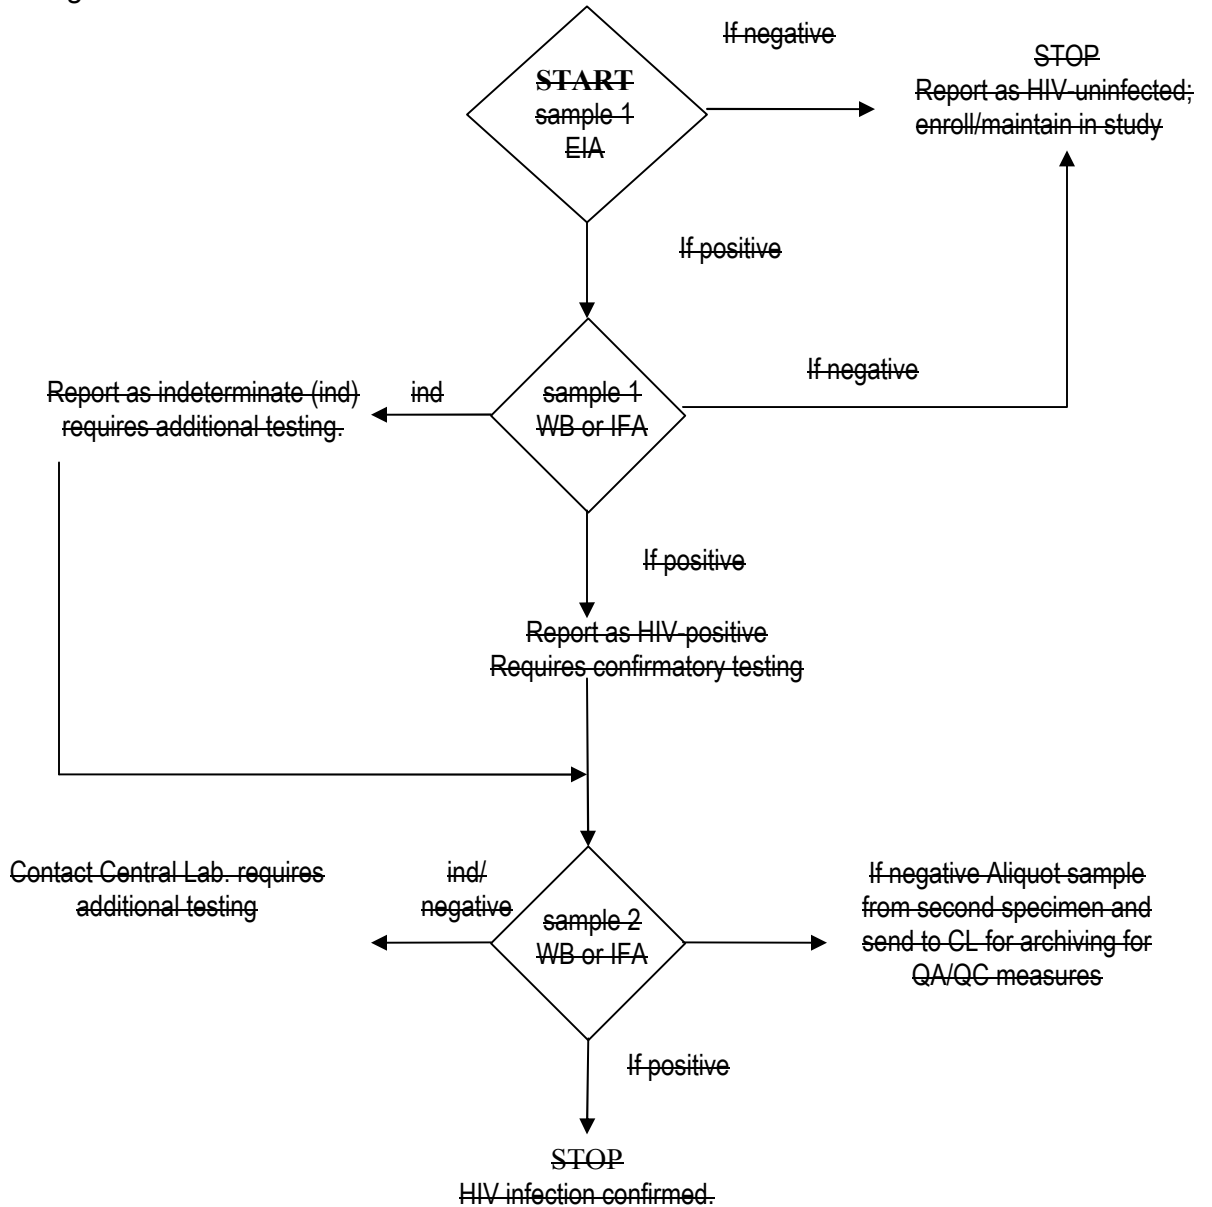 If negative
START
sample 1
EIA
STOP
Report as HIV-uninfected;
enroll/maintain in study
If positive
If negative
Report as indeterminate (ind)
requires additional testing.
ind
sample 1
WB or IFA
If positive
Report as HIV-positive
Requires confirmatory testing
Contact Central Lab. requires
additional testing
ind/
negative
sample 2
WB or IFA
If negative Aliquot sample
from second specimen and
send to CL for archiving for
QA/QC measures
If positive
STOP
HIV infection confirmed.